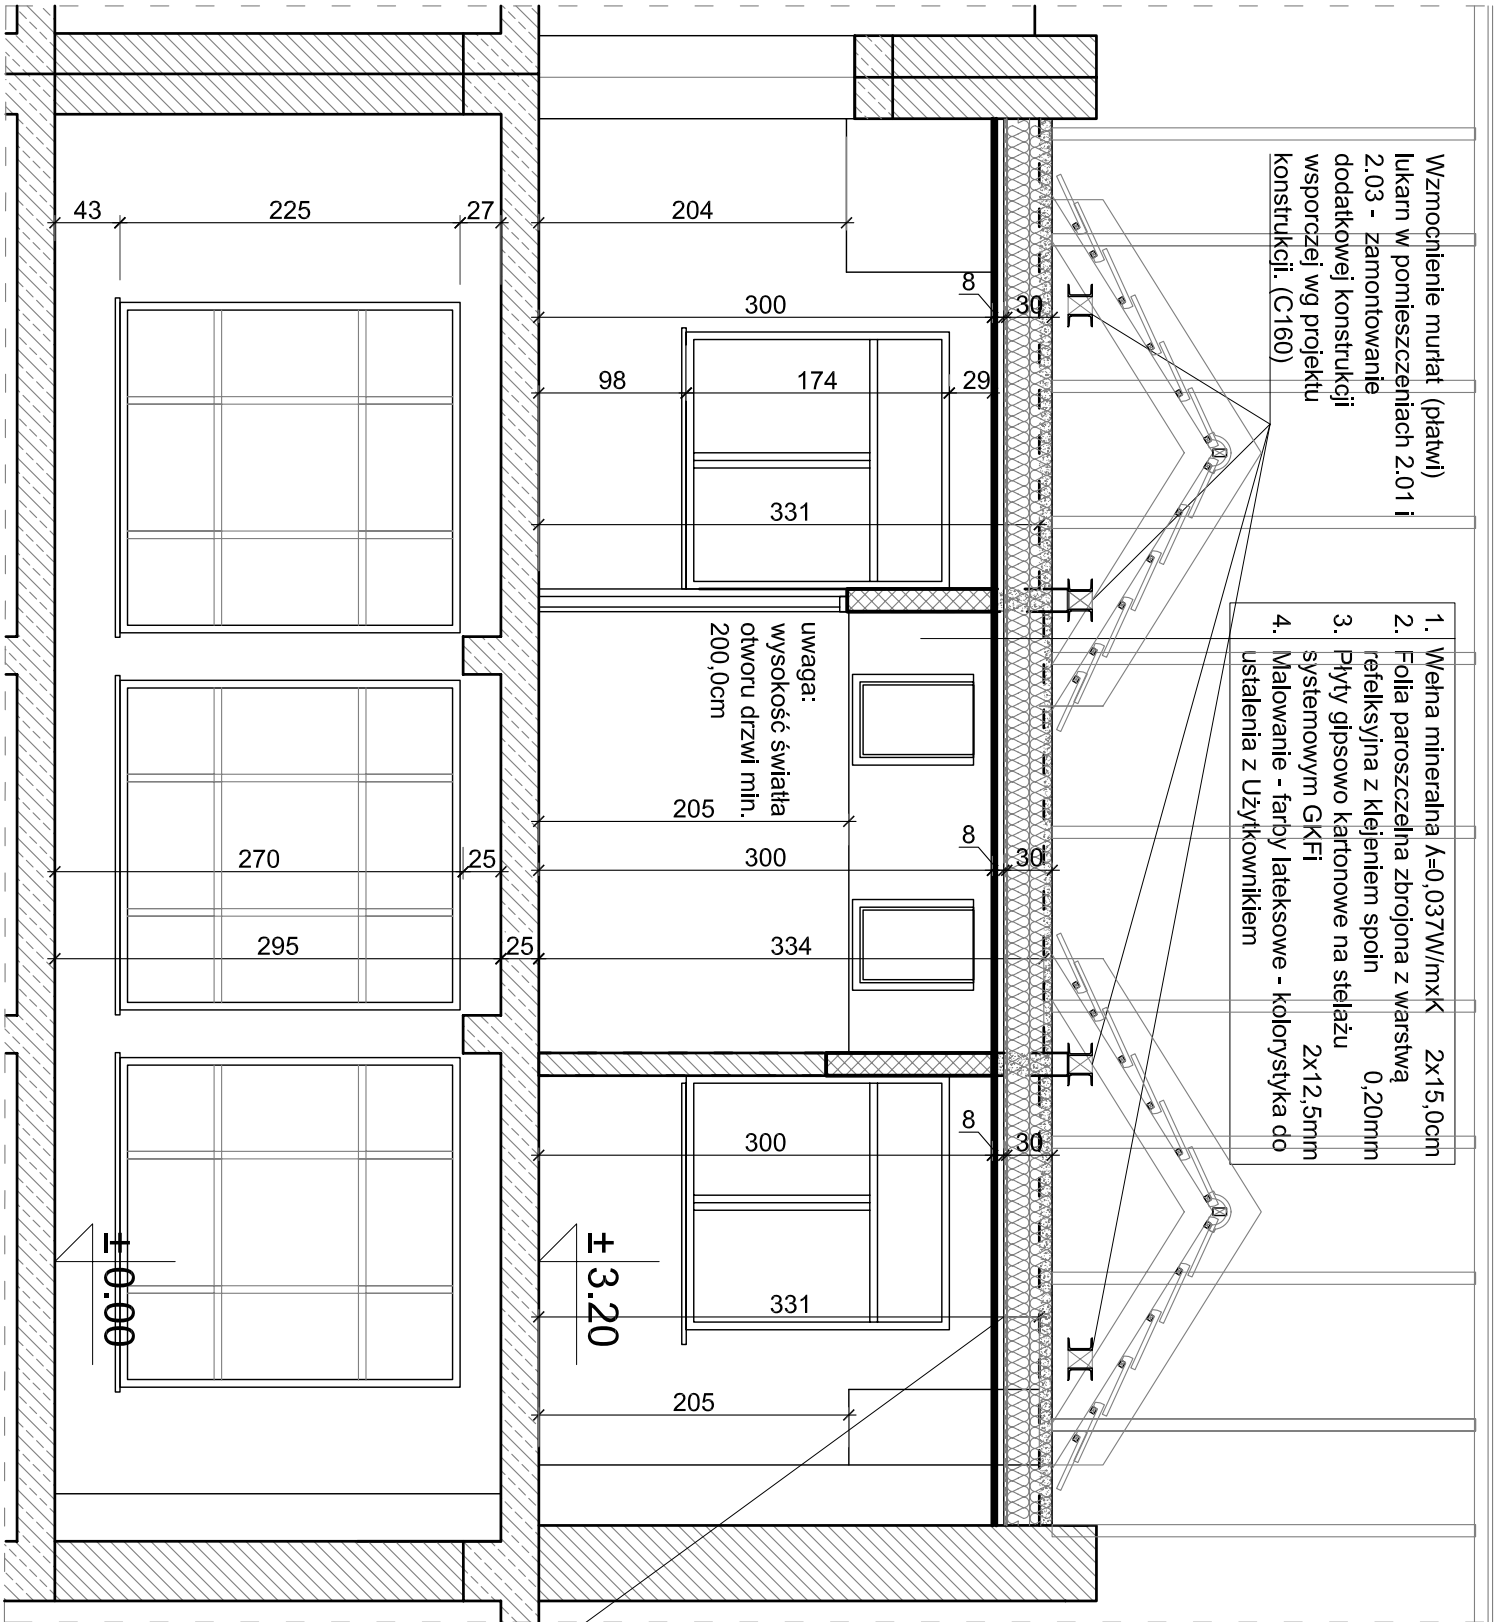 Wzmocnienie murłat (płatwi)
lukarn w pomieszczeniach 2.01 i
2.03 - zamontowanie
dodatkowej konstrukcji
wsporczej wg projektu
konstrukcji. (C160)
1. Wełna mineralna ʎ=0,037W/mxK 2x15,0cm
2. Folia paroszczelna zbrojona z warstwą
refelksyjna z klejeniem spoin 0,20mm
3. Płyty gipsowo kartonowe na stelażu
systemowym GKFi 2x12,5mm
4. Malowanie - farby lateksowe - kolorystyka do
ustalenia z Użytkownikiem
uwaga:
wysokość światła
otworu drzwi min.
200,0cm
± 3.20
±0.00
43 225 27 204
8
300 30
98 174 29
331
205
8
270 25 300 30
295 25 334
8
300 30
331
205